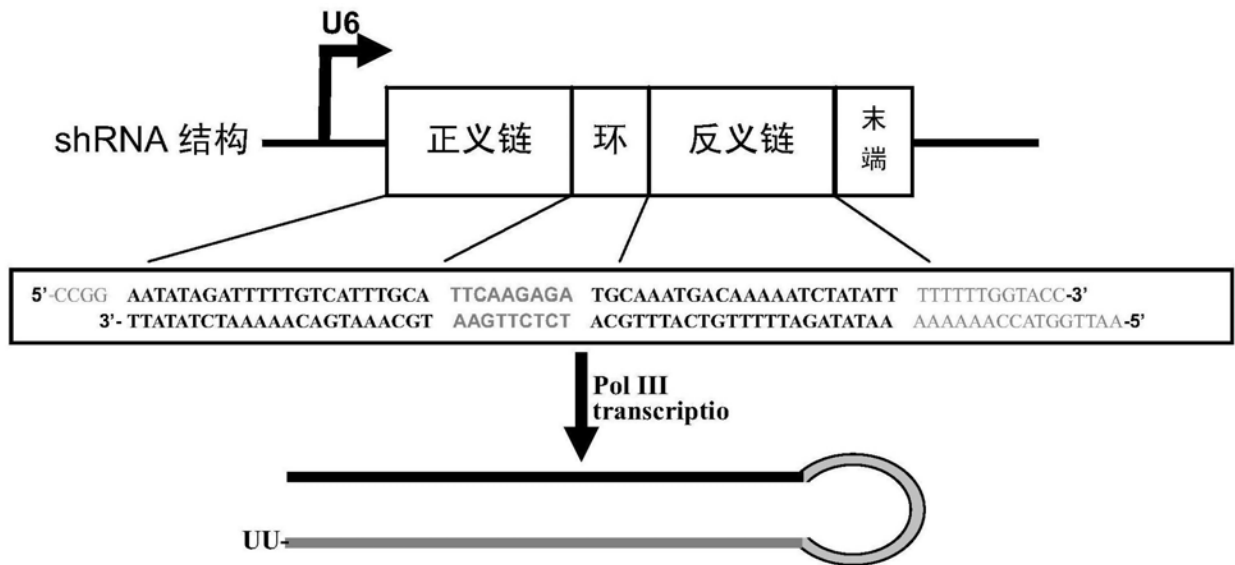 U6
shRNA 结构
正义链
环
反义链
末端
5’-CCGG AATATAGATTTTTGTCATTTGCA TTCAAGAGA TGCAAATGACAAAAATCTATATT TTTTTTGGTACC-3’
3’- TTATATCTAAAAACAGTAAACGT AAGTTCTCT ACGTTTACTGTTTTTAGATATAA AAAAAACCATGGTTAA-5’
Pol III
transcriptio
UU-